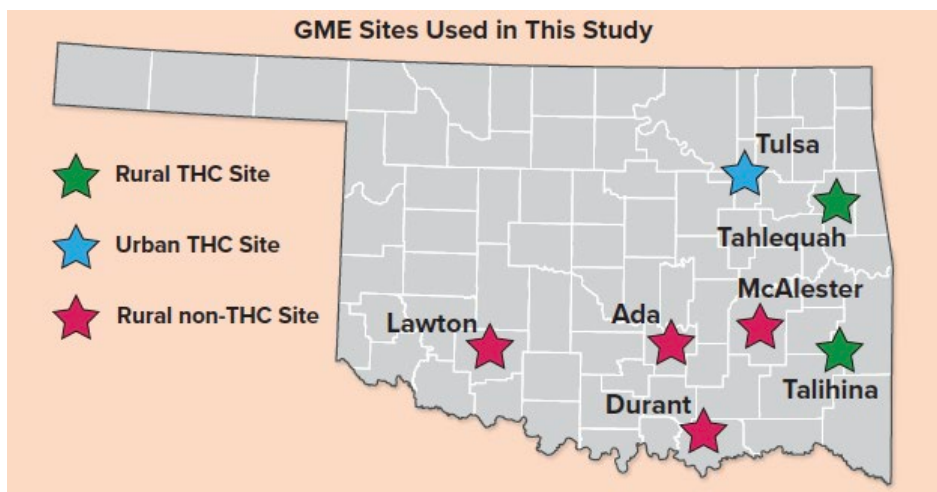 GME Sites Used in This Study
Rural THC Site
Urban THC Site
Rural non-THC Site
Tulsa
Tahlequah
McAlester
Ada
Lawton
Talihina
Durant